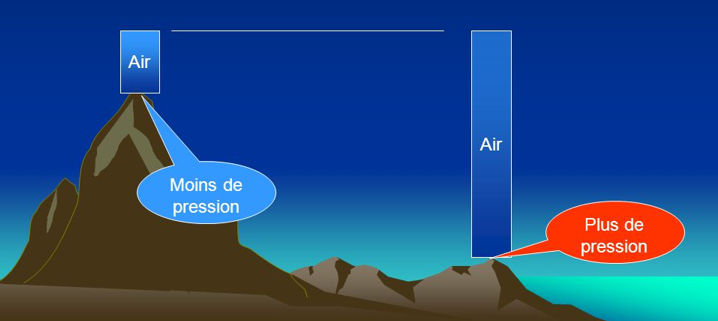 Air
Air
Moins de
pression
Plus de
pression